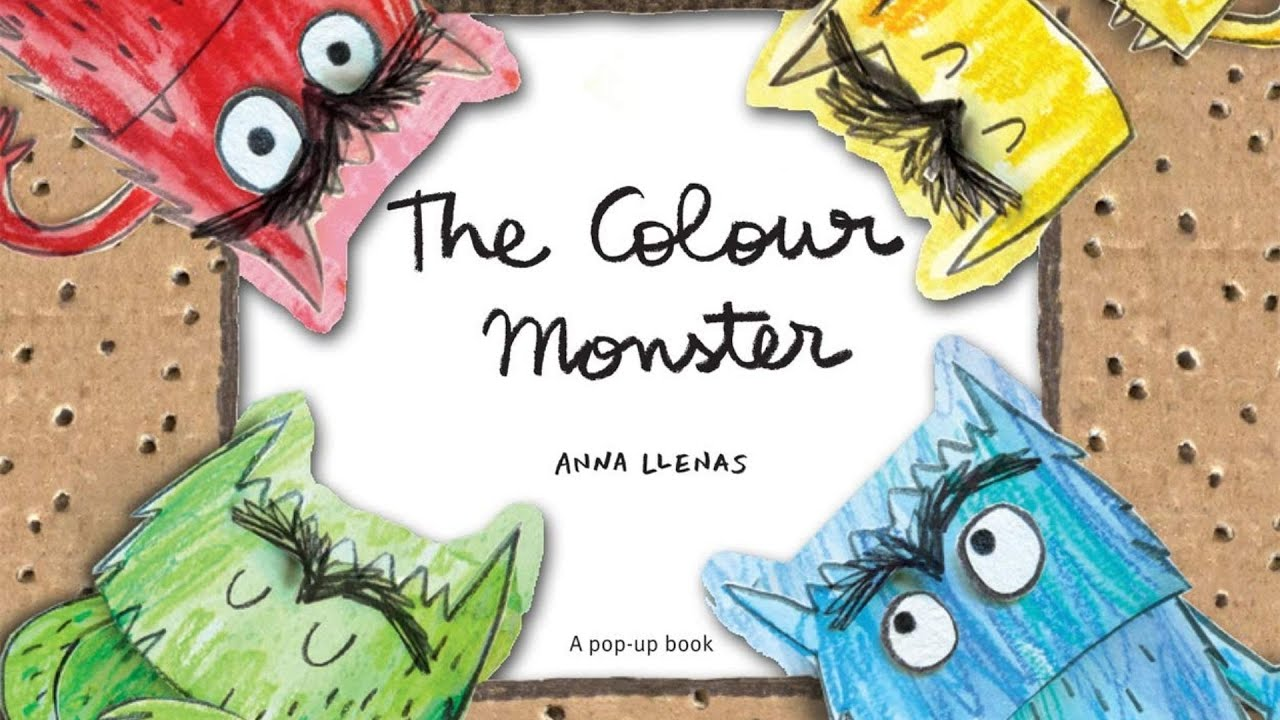 The Colour
Monster
ANNA LLENAS
A pop-up book